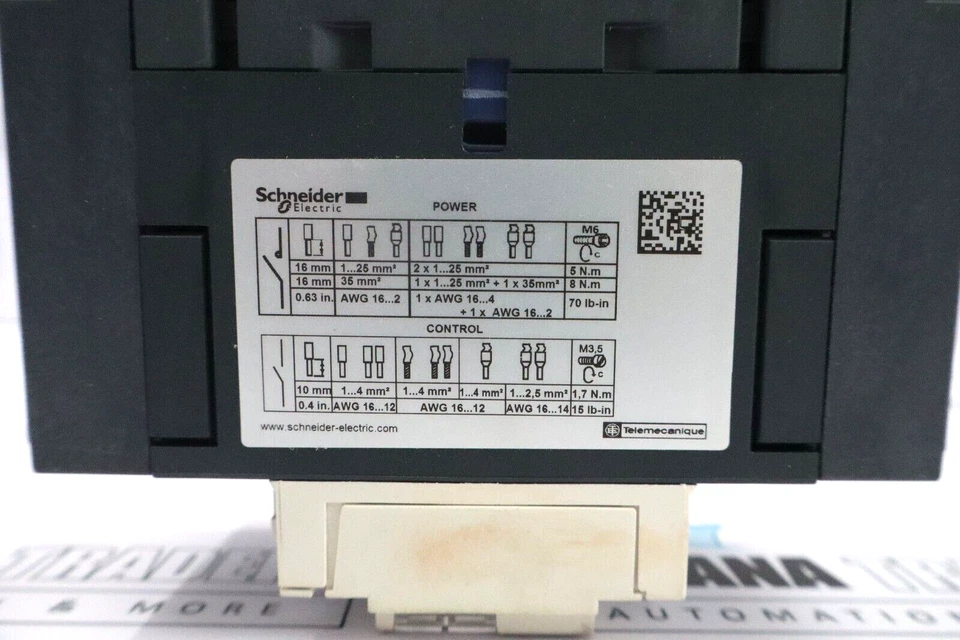 Schneider
Electric
POWER
M6
C
16 mm 1...25 mm² 2 x 1...25 mm² 5 N.m
16 mm 35 mm² 1 x 1...25 mm² + 1 x 35mm² 8 N.m
0.63 in. AWG 16...2 1 x AWG 16...4 70 lb-in
+ 1 x AWG 16...2
CONTROL
M3,5
C
10 mm 1...4 mm² 1...4 mm² 1...4 mm² 1...2,5 mm² 1,7 N.m
0.4 in. AWG 16...12 AWG 16...12 AWG 16...14 15 lb-in
www.schneider-electric.com
Telemecanique
& MORE
AUTOMATION